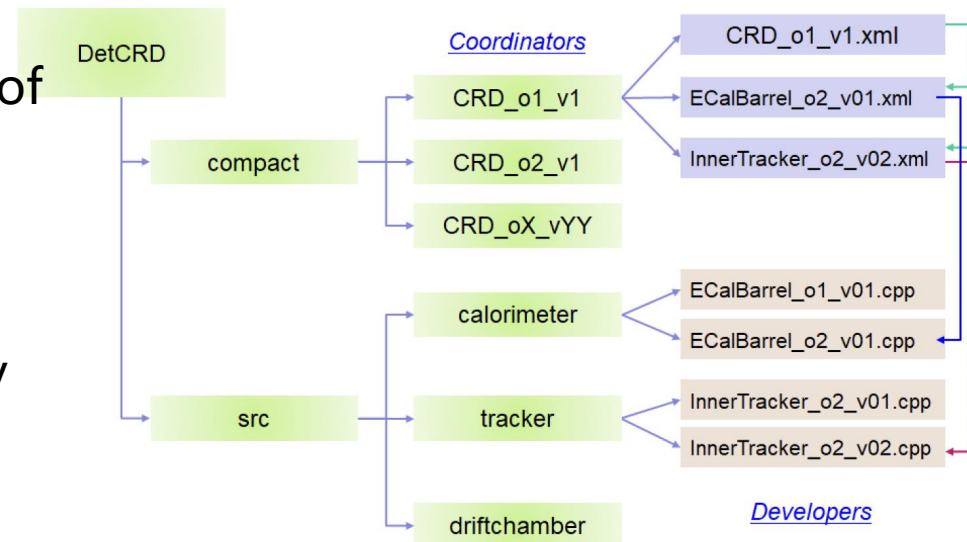 DetCRD
of
Coordinators
CRD_o1_v1.xml
CRD_o1_v1
ECalBarrel_o2_v01.xml
compact
CRD_o2_v1
InnerTracker_o2_v02.xml
CRD_oX_vYY
calorimeter
ECalBarrel_o1_v01.cpp
ECalBarrel_o2_v01.cpp
src
tracker
InnerTracker_o2_v01.cpp
InnerTracker_o2_v02.cpp
driftchamber
Developers